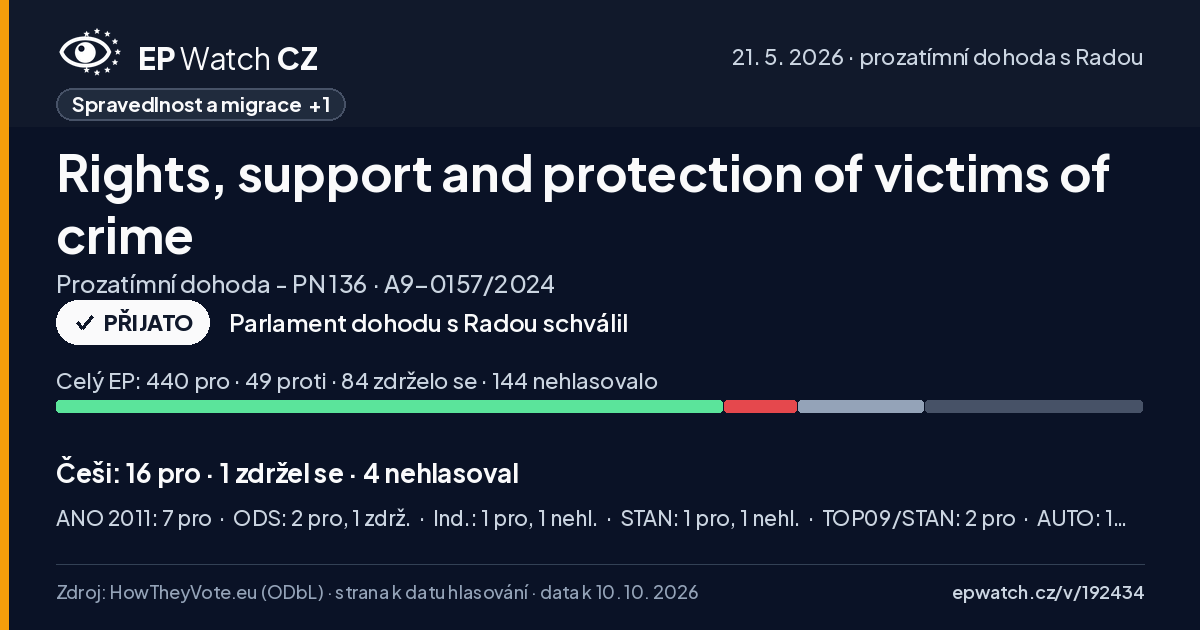 EP Watch CZ
21. 5. 2026 · prozatímní dohoda s Radou
Spravedlnost a migrace +1
Rights, support and protection of victims of
crime
Prozatímní dohoda – PN 136 · A9–0157/2024
✓ PŘIJATO Parlament dohodu s Radou schválil
Celý EP: 440 pro · 49 proti · 84 zdrželo se · 144 nehlasovalo
Češi: 16 pro · 1 zdržel se · 4 nehlasoval
ANO 2011: 7 pro · ODS: 2 pro, 1 zdrž. · Ind.: 1 pro, 1 nehl. · STAN: 1 pro, 1 nehl. · TOP09/STAN: 2 pro · AUTO: 1…
Zdroj: HowTheyVote.eu (ODbL) · strana k datu hlasování · data k 10. 10. 2026
epwatch.cz/v/192434